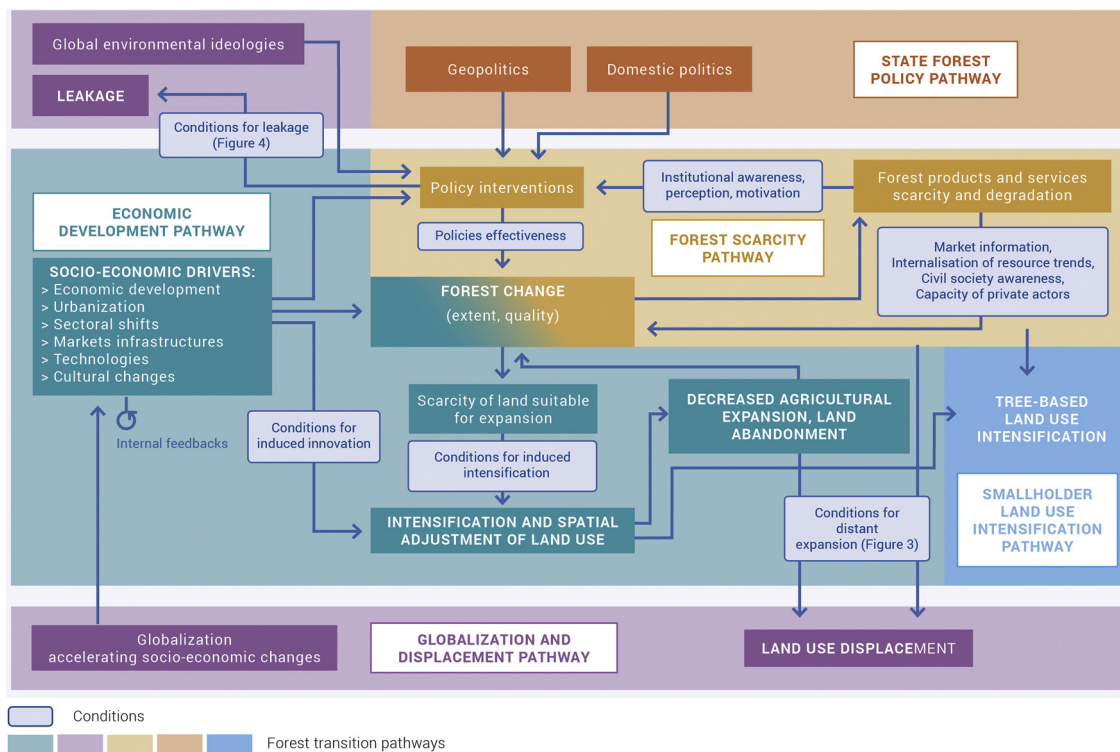 Global environmental ideologies
LEAKAGE
Conditions for leakage
(Figure 4)
Geopolitics
Domestic politics
STATE FOREST
POLICY PATHWAY
Policy interventions
Institutional awareness,
perception, motivation
Forest products and services
scarcity and degradation
ECONOMIC
DEVELOPMENT PATHWAY
Policies effectiveness
FOREST SCARCITY
PATHWAY
Market information,
Internalisation of resource trends,
Civil society awareness,
Capacity of private actors
SOCIO-ECONOMIC DRIVERS:
> Economic development
> Urbanization
> Sectoral shifts
> Markets infrastructures
> Technologies
> Cultural changes
FOREST CHANGE
(extent, quality)
Internal feedbacks
Conditions for
induced innovation
Scarcity of land suitable
for expansion
Conditions for induced
intensification
DECREASED AGRICULTURAL
EXPANSION, LAND
ABANDONMENT
TREE-BASED
LAND USE
INTENSIFICATION
INTENSIFICATION AND SPATIAL
ADJUSTMENT OF LAND USE
Conditions for
distant
expansion (Figure 3)
SMALLHOLDER
LAND USE
INTENSIFICATION
PATHWAY
Globalization
accelerating socio-economic changes
GLOBALIZATION AND
DISPLACEMENT PATHWAY
LAND USE DISPLACEMENT
Conditions
Forest transition pathways